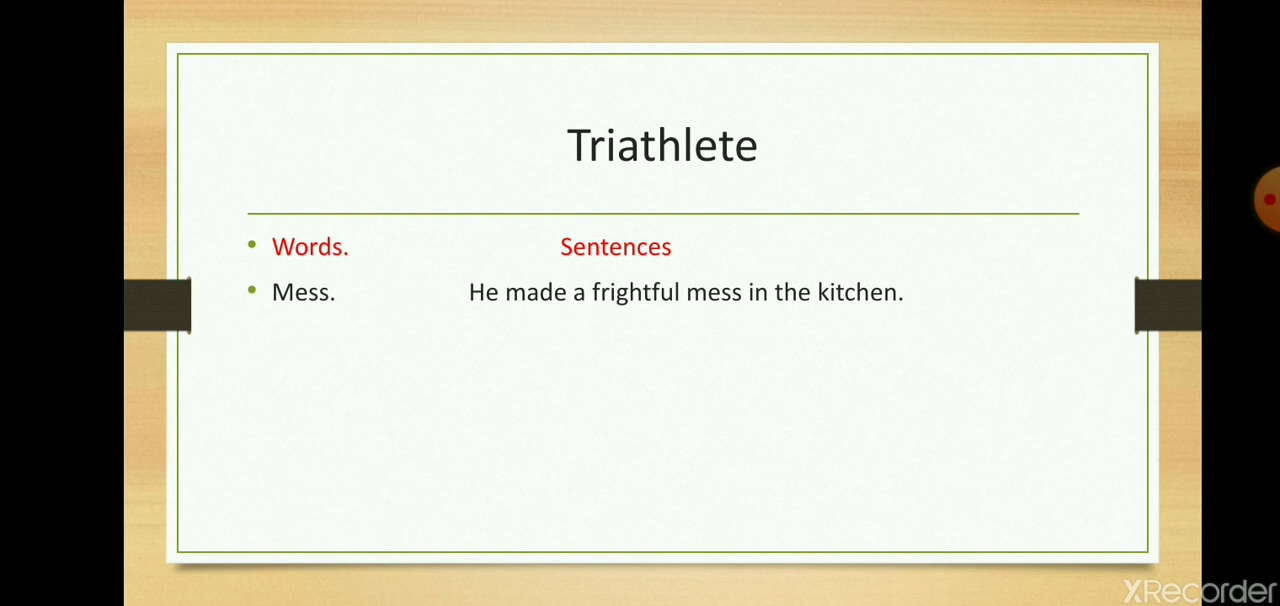 Triathlete
Words. Sentences
Mess. He made a frightful mess in the kitchen.
XRecorder